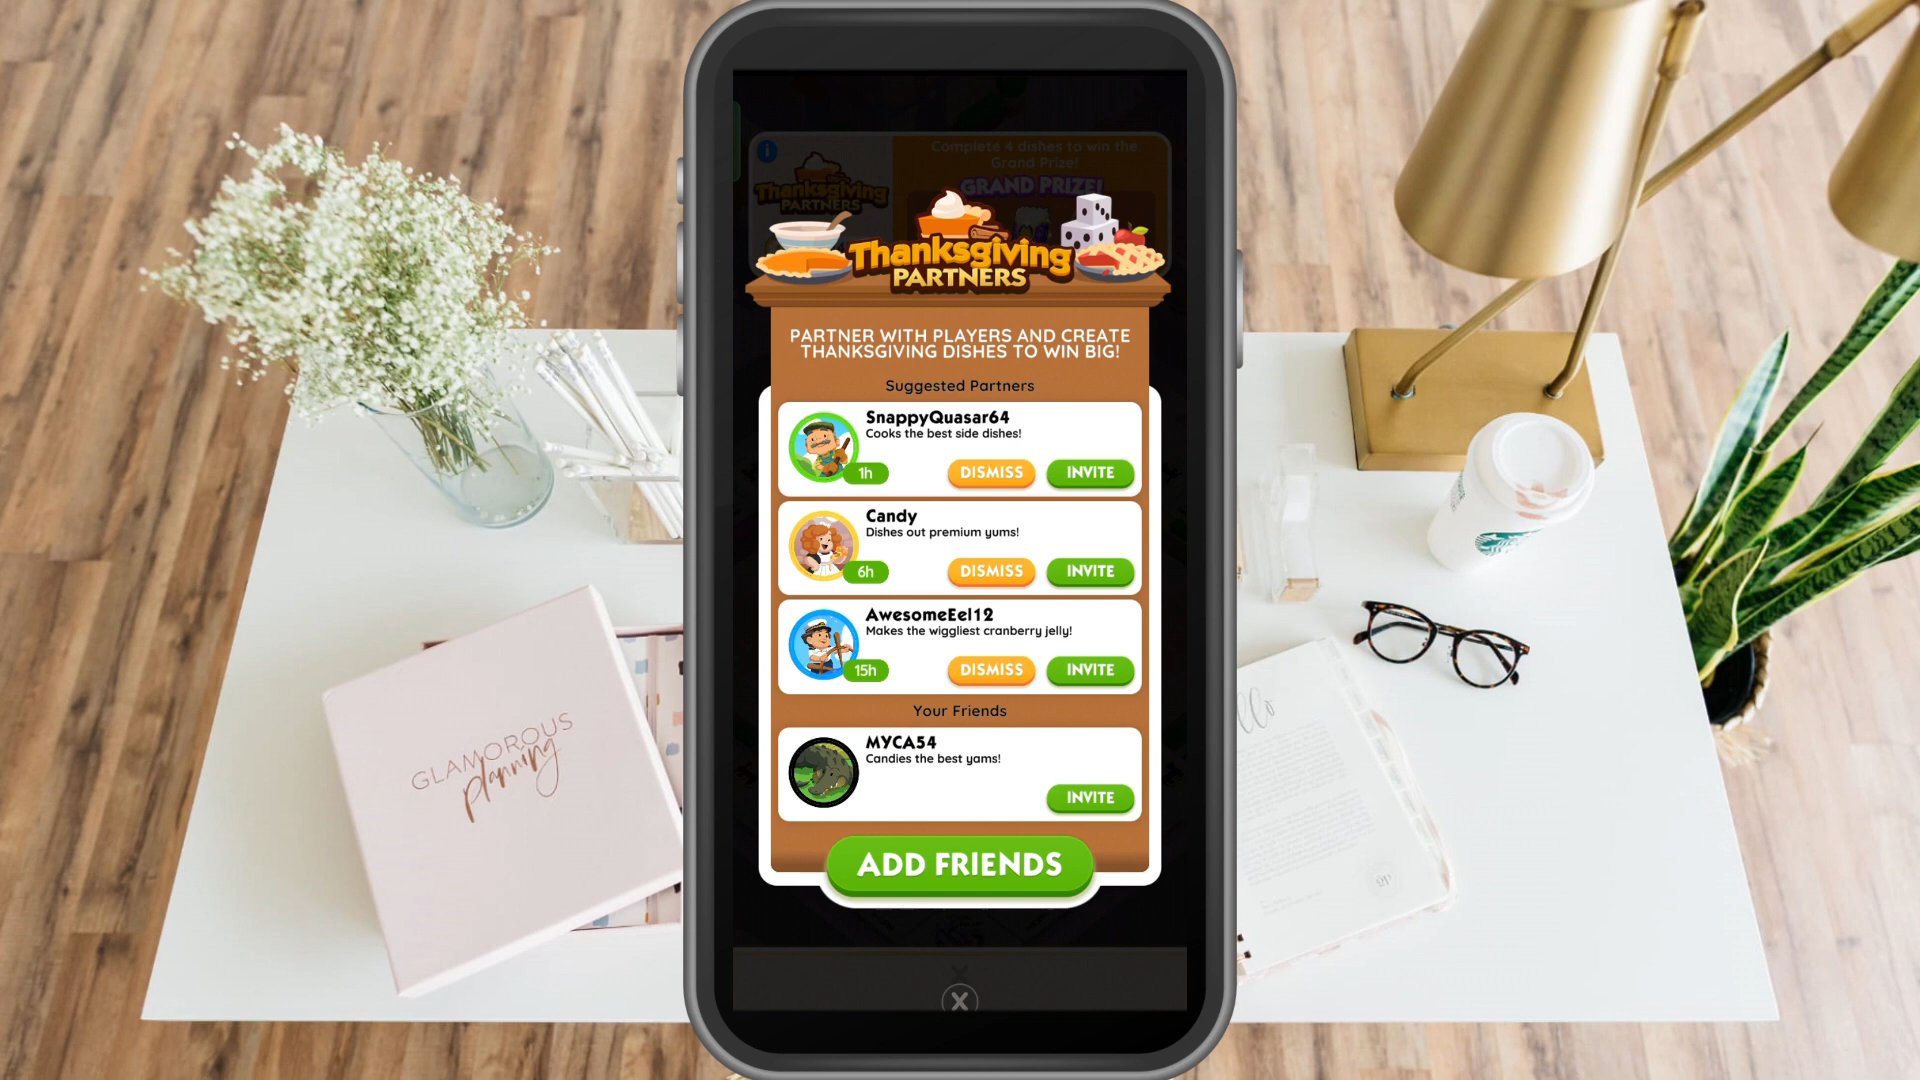 Complete 4 dishes to win the
Grand Prize!
GRAND PRIZE!
Thanksgiving
PARTNERS
Thanksgiving
PARTNERS
PARTNER WITH PLAYERS AND CREATE
THANKSGIVING DISHES TO WIN BIG!
Suggested Partners
SnappyQuasar64
Cooks the best side dishes!
1h
DISMISS
INVITE
Candy
Dishes out premium yums!
6h
DISMISS
INVITE
AwesomeEel12
Makes the wiggliest cranberry jelly!
15h
DISMISS
INVITE
Your Friends
MYCA54
Candies the best yams!
INVITE
ADD FRIENDS
X
GLAMOROUS
planning